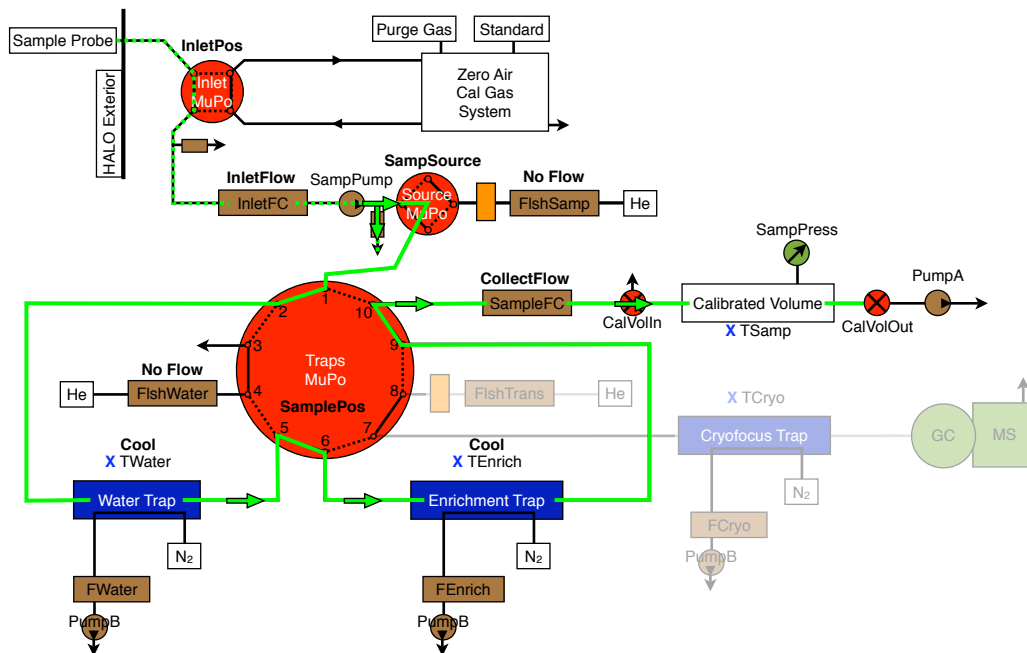 Sample Probe
HALO Exterior
InletPos
Inlet
MuPo
Purge Gas
Standard
Zero Air
Cal Gas
System
InletFlow
InletFC
SampPump
SampSource
Source
MuPo
No Flow
FlshSamp
He
SampPress
CollectFlow
SampleFC
CalVolIn
Calibrated Volume
X TSamp
CalVolOut
PumpA
1
2
3
4
5
6
7
8
9
10
Traps
MuPo
SamplePos
No Flow
He
FlshWater
FlshTrans
He
Cool
X TWater
Water Trap
N2
FWater
PumpB
Cool
X TEnrich
Enrichment Trap
N2
FEnrich
PumpB
X TCryo
Cryofocus Trap
N2
FCryo
PumpB
GC
MS